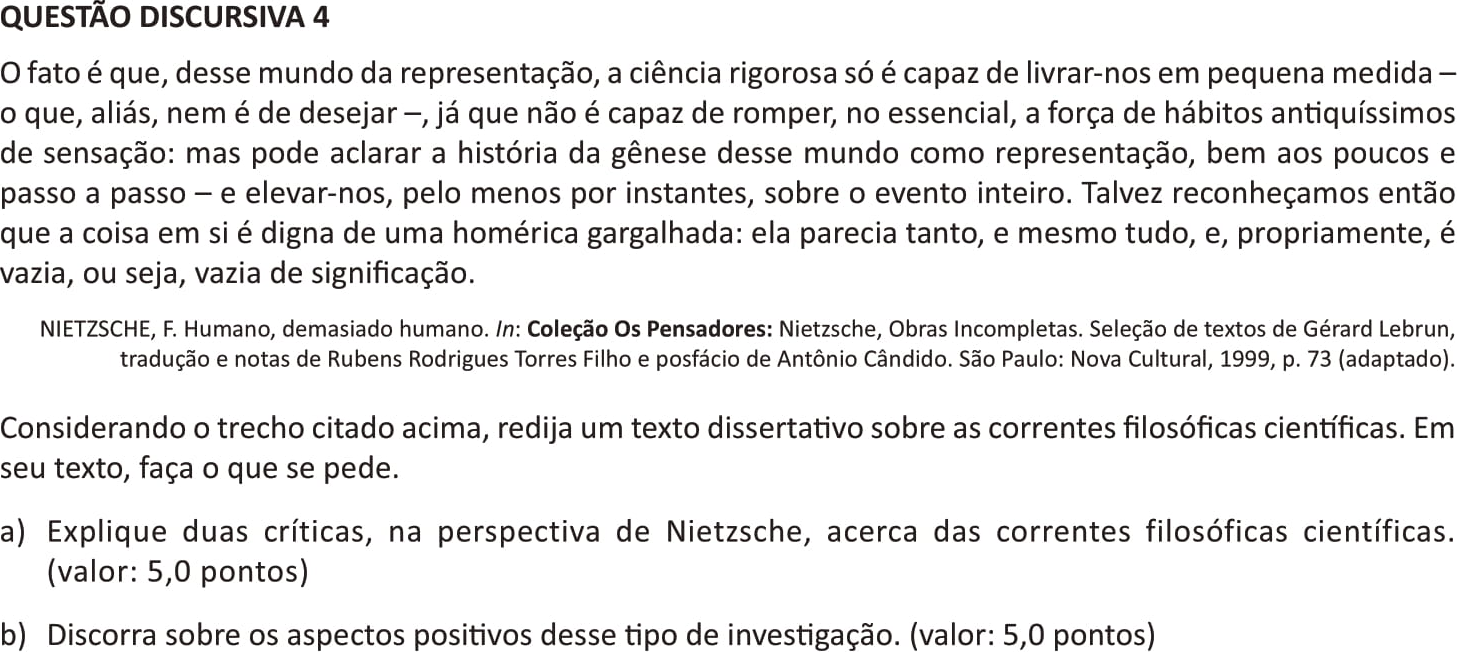 QUESTÃO DISCURSIVA 4
O fato é que, desse mundo da representação, a ciência rigorosa só é capaz de livrar-nos em pequena medida –
o que, aliás, nem é de desejar –, já que não é capaz de romper, no essencial, a força de hábitos antiquíssimos
de sensação: mas pode aclarar a história da gênese desse mundo como representação, bem aos poucos e
passo a passo – e elevar-nos, pelo menos por instantes, sobre o evento inteiro. Talvez reconheçamos então
que a coisa em si é digna de uma homérica gargalhada: ela parecia tanto, e mesmo tudo, e, propriamente, é
vazia, ou seja, vazia de significação.
NIETZSCHE, F. Humano, demasiado humano. In: Coleção Os Pensadores: Nietzsche, Obras Incompletas. Seleção de textos de Gérard Lebrun,
tradução e notas de Rubens Rodrigues Torres Filho e posfácio de Antônio Cândido. São Paulo: Nova Cultural, 1999, p. 73 (adaptado).
Considerando o trecho citado acima, redija um texto dissertativo sobre as correntes filosóficas científicas. Em
seu texto, faça o que se pede.
a) Explique duas críticas, na perspectiva de Nietzsche, acerca das correntes filosóficas científicas.
(valor: 5,0 pontos)
b) Discorra sobre os aspectos positivos desse tipo de investigação. (valor: 5,0 pontos)